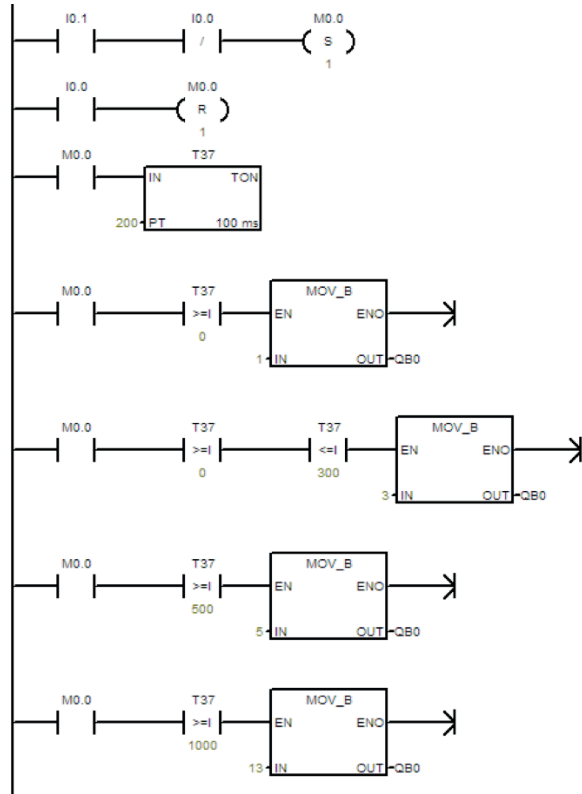 I0.1 I0.0 M0.0
/ S
1
I0.0 M0.0
R
1
M0.0 T37
IN TON
200 PT 100 ms
M0.0 T37 MOV_B
>=I EN ENO
0
1 IN OUT QB0
M0.0 T37 T37 MOV_B
>=I <=I EN ENO
0 300
3 IN OUT QB0
M0.0 T37 MOV_B
>=I EN ENO
500
5 IN OUT QB0
M0.0 T37 MOV_B
>=I EN ENO
1000
13 IN OUT QB0